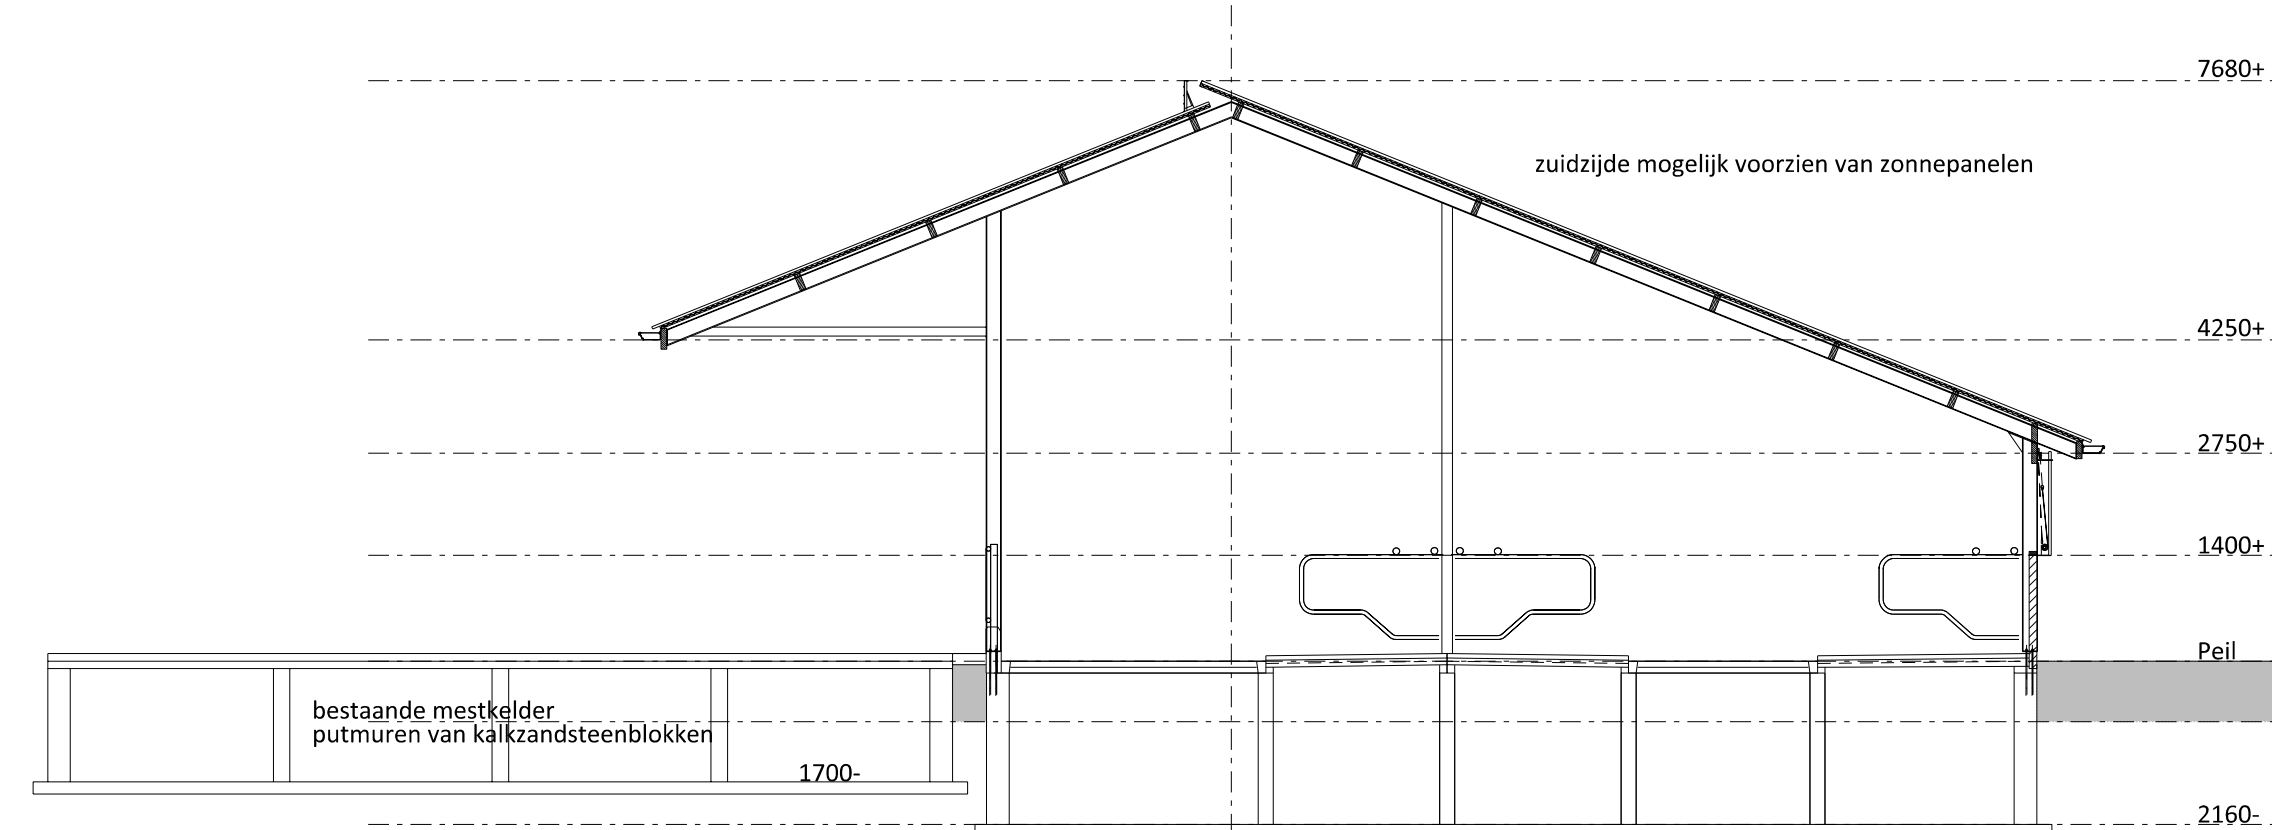 7680+
zuidzijde mogelijk voorzien van zonnepanelen
4250+
2750+
1400+
Peil
bestaande mestkelder
putmuren van kalkzandsteenblokken
1700-
2160-